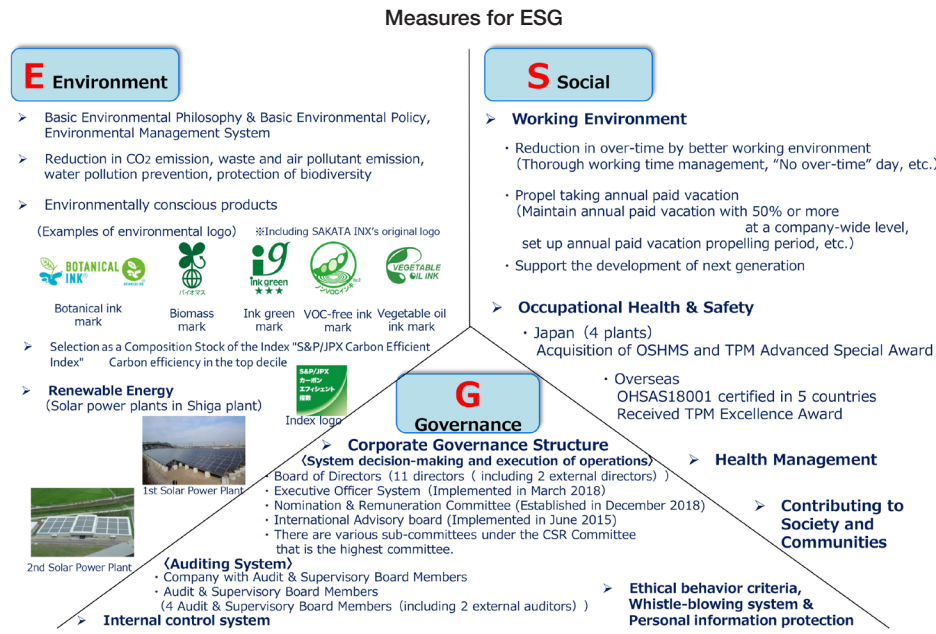 Measures for ESG
E Environment
➢ Basic Environmental Philosophy & Basic Environmental Policy,
Environmental Management System
➢ Reduction in CO2 emission, waste and air pollutant emission,
water pollution prevention, protection of biodiversity
➢ Environmentally conscious products
(Examples of environmental logo) ※Including SAKATA INX's original logo
BOTANICAL
INK®
バイオマス
ink green
★★★
ノンVOCインキ
VEGETABLE
OIL INK
Botanical ink
mark
Biomass
mark
Ink green
mark
VOC-free ink
mark
Vegetable oil
ink mark
➢ Selection as a Composition Stock of the Index "S&P/JPX Carbon Efficient
Index" Carbon efficiency in the top decile
➢ Renewable Energy
(Solar power plants in Shiga plant)
S&P/JPX
カーボン
エフィシェント
指数
Index logo
1st Solar Power Plant
2nd Solar Power Plant
S Social
➢ Working Environment
・Reduction in over-time by better working environment
(Thorough working time management, “No over-time” day, etc.)
・Propel taking annual paid vacation
(Maintain annual paid vacation with 50% or more
at a company-wide level,
set up annual paid vacation propelling period, etc.)
・Support the development of next generation
➢ Occupational Health & Safety
・Japan (4 plants)
Acquisition of OSHMS and TPM Advanced Special Award
・Overseas
OHSAS18001 certified in 5 countries
Received TPM Excellence Award
➢ Health Management
➢ Contributing to
Society and
Communities
➢ Ethical behavior criteria,
Whistle-blowing system &
Personal information protection
G
Governance
➢ Corporate Governance Structure
〈System decision-making and execution of operations〉
・Board of Directors (11 directors ( including 2 external directors) )
・Executive Officer System (Implemented in March 2018)
・Nomination & Remuneration Committee (Established in December 2018)
・International Advisory board (Implemented in June 2015)
・There are various sub-committees under the CSR Committee
that is the highest committee.
〈Auditing System〉
・Company with Audit & Supervisory Board Members
・Audit & Supervisory Board Members
(4 Audit & Supervisory Board Members (including 2 external auditors) )
➢ Internal control system